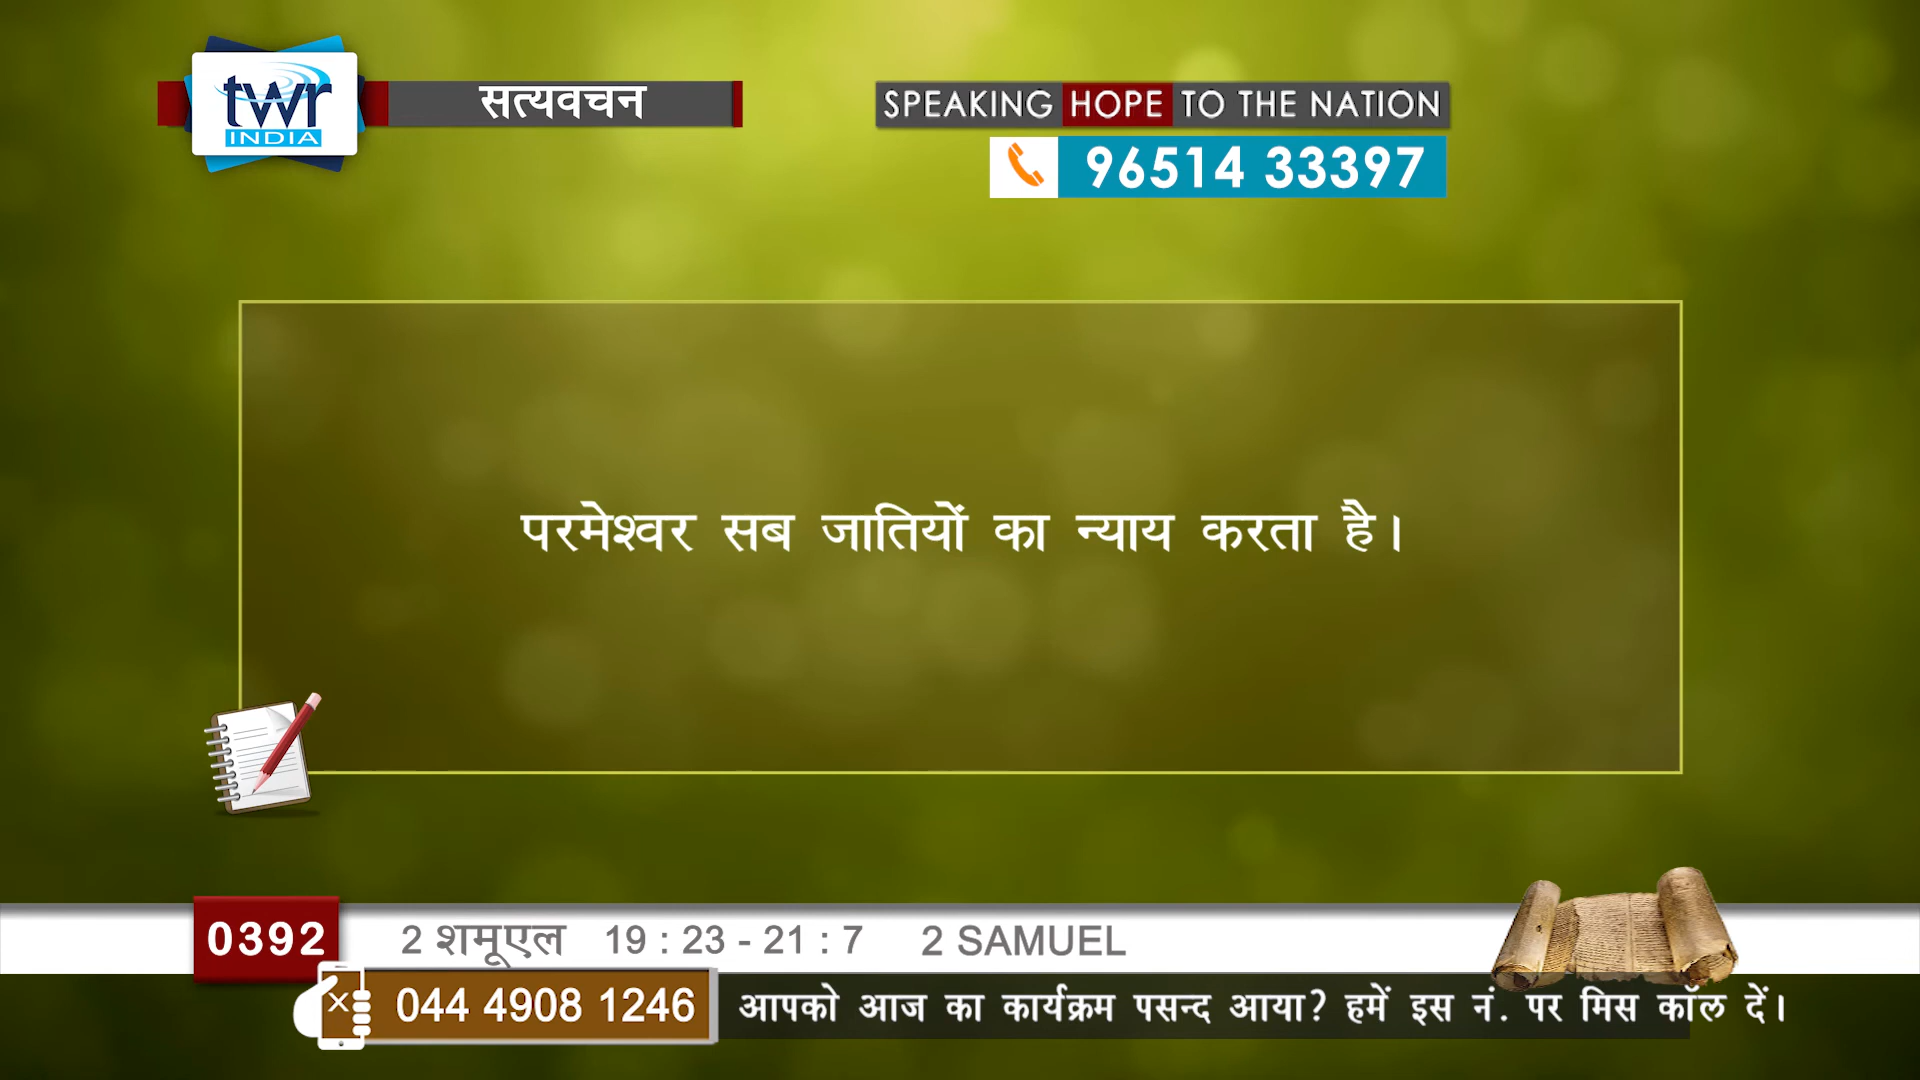 twr
INDIA
सत्यवचन
SPEAKING HOPE TO THE NATION
96514 33397
परमेश्वर सब जातियों का न्याय करता है।
0392
2 शमूएल 19 : 23 - 21 : 7 2 SAMUEL
044 4908 1246
आपको आज का कार्यक्रम पसन्द आया? हमें इस नं. पर मिस कॉल दें।